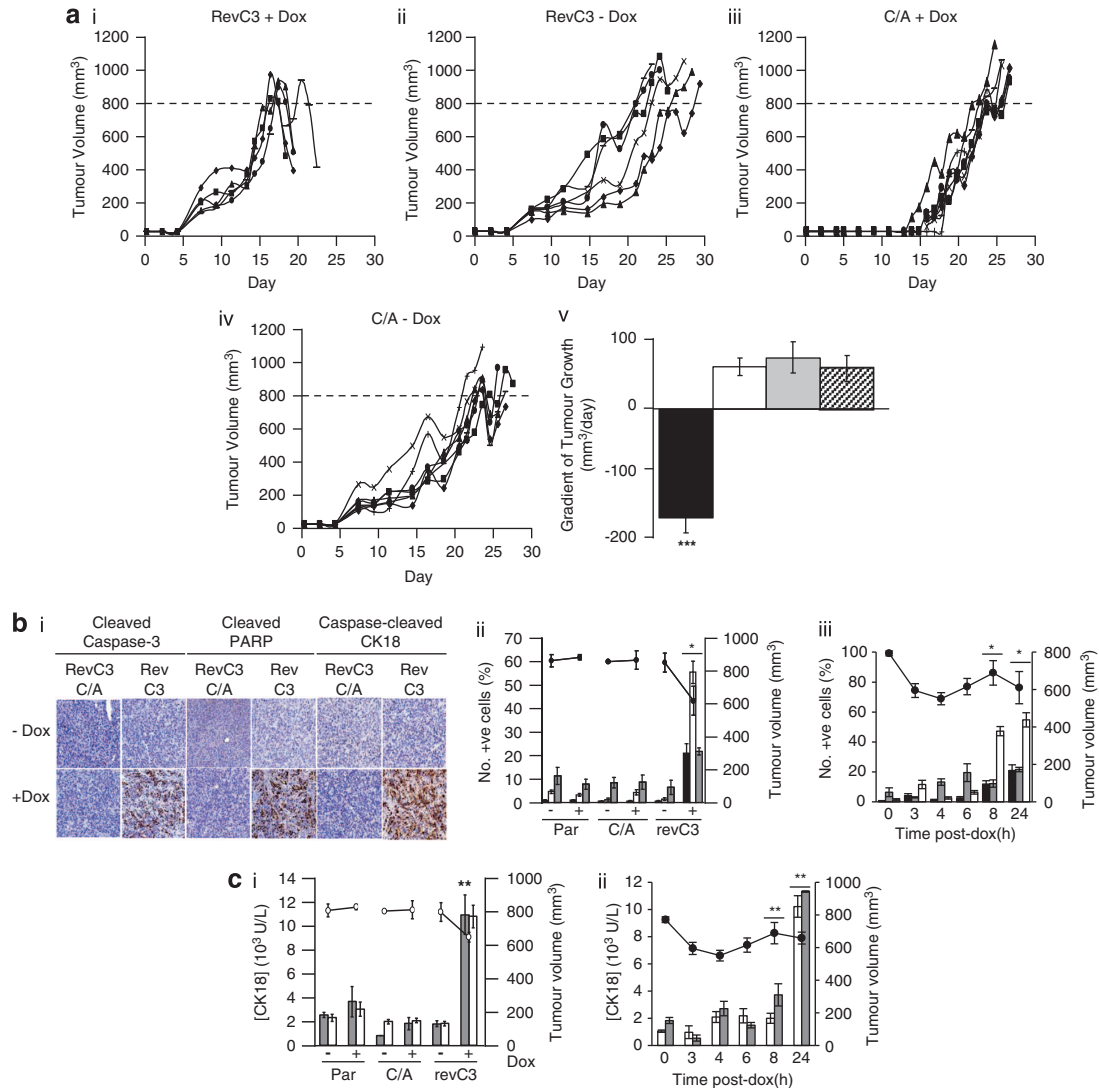 a
i
RevC3 + Dox
Tumour Volume (mm3)
1200
1000
800
600
400
200
0
0 5 10 15 20 25 30
Day
ii
RevC3 - Dox
Tumour Volume (mm3)
1200
1000
800
600
400
200
0
0 5 10 15 20 25 30
Day
iii
C/A + Dox
Tumour Volume (mm3)
1200
1000
800
600
400
200
0
0 5 10 15 20 25 30
Day
iv
C/A - Dox
Tumour Volume (mm3)
1200
1000
800
600
400
200
0
0 5 10 15 20 25 30
Day
v
Gradient of Tumour Growth
(mm3/day)
100
0
-100
-200
***
b
i
Cleaved
Caspase-3
Cleaved
PARP
Caspase-cleaved
CK18
RevC3
C/A
Rev
C3
RevC3
C/A
Rev
C3
RevC3
C/A
Rev
C3
- Dox
+Dox
ii
No. +ve cells (%)
70
60
50
40
30
20
10
0
*
1000
800
600
400
200
0
Tumour volume (mm3)
- + - + - +
Par C/A revC3
iii
No. +ve cells (%)
100
80
60
40
20
0
* *
800
600
400
200
0
Tumour volume (mm3)
0 3 4 6 8 24
Time post-dox(h)
c
i
[CK18] (103 U/L)
14
12
10
8
6
4
2
0
**
1000
800
600
400
200
0
Tumour volume (mm3)
- + - + - + Dox
Par C/A revC3
ii
[CK18] (103 U/L)
12
10
8
6
4
2
0
** **
1000
800
600
400
200
0
Tumour volume (mm3)
0 3 4 6 8 24
Time post-dox(h)